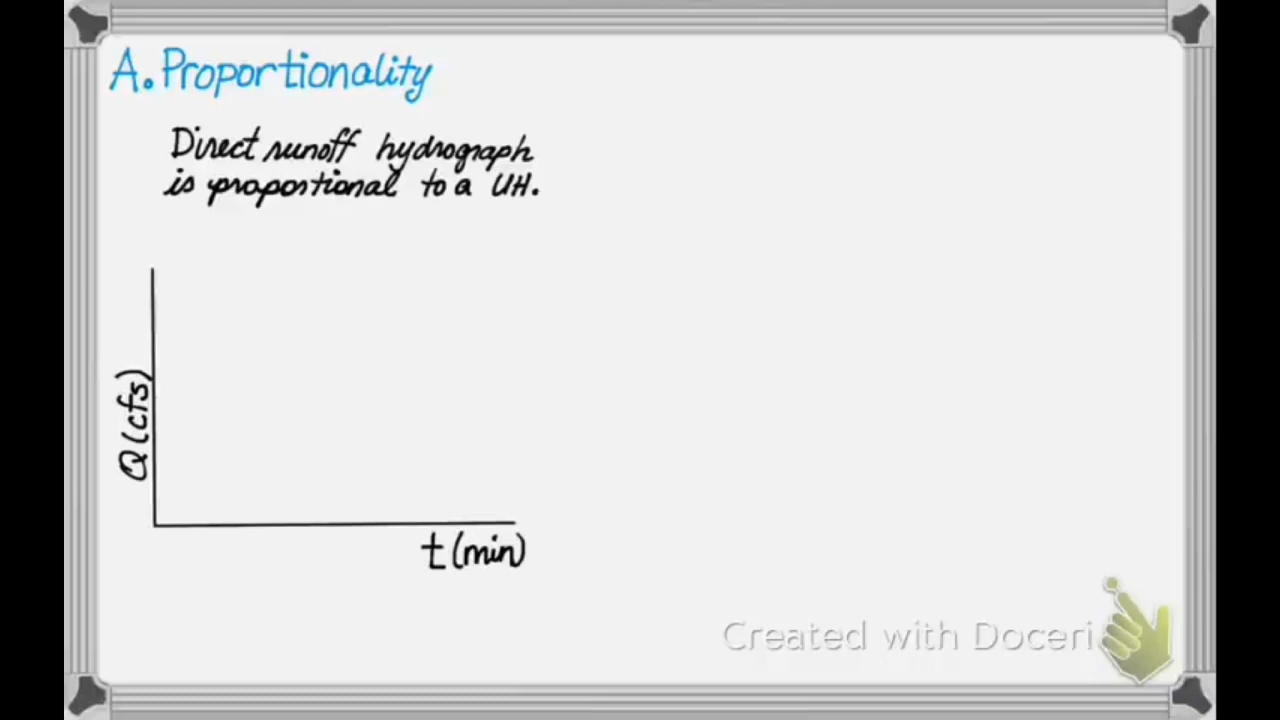 A. Proportionality
Direct runoff hydrograph
is proportional to a UH.
Q(cfs)
t(min)
Created with Doceri